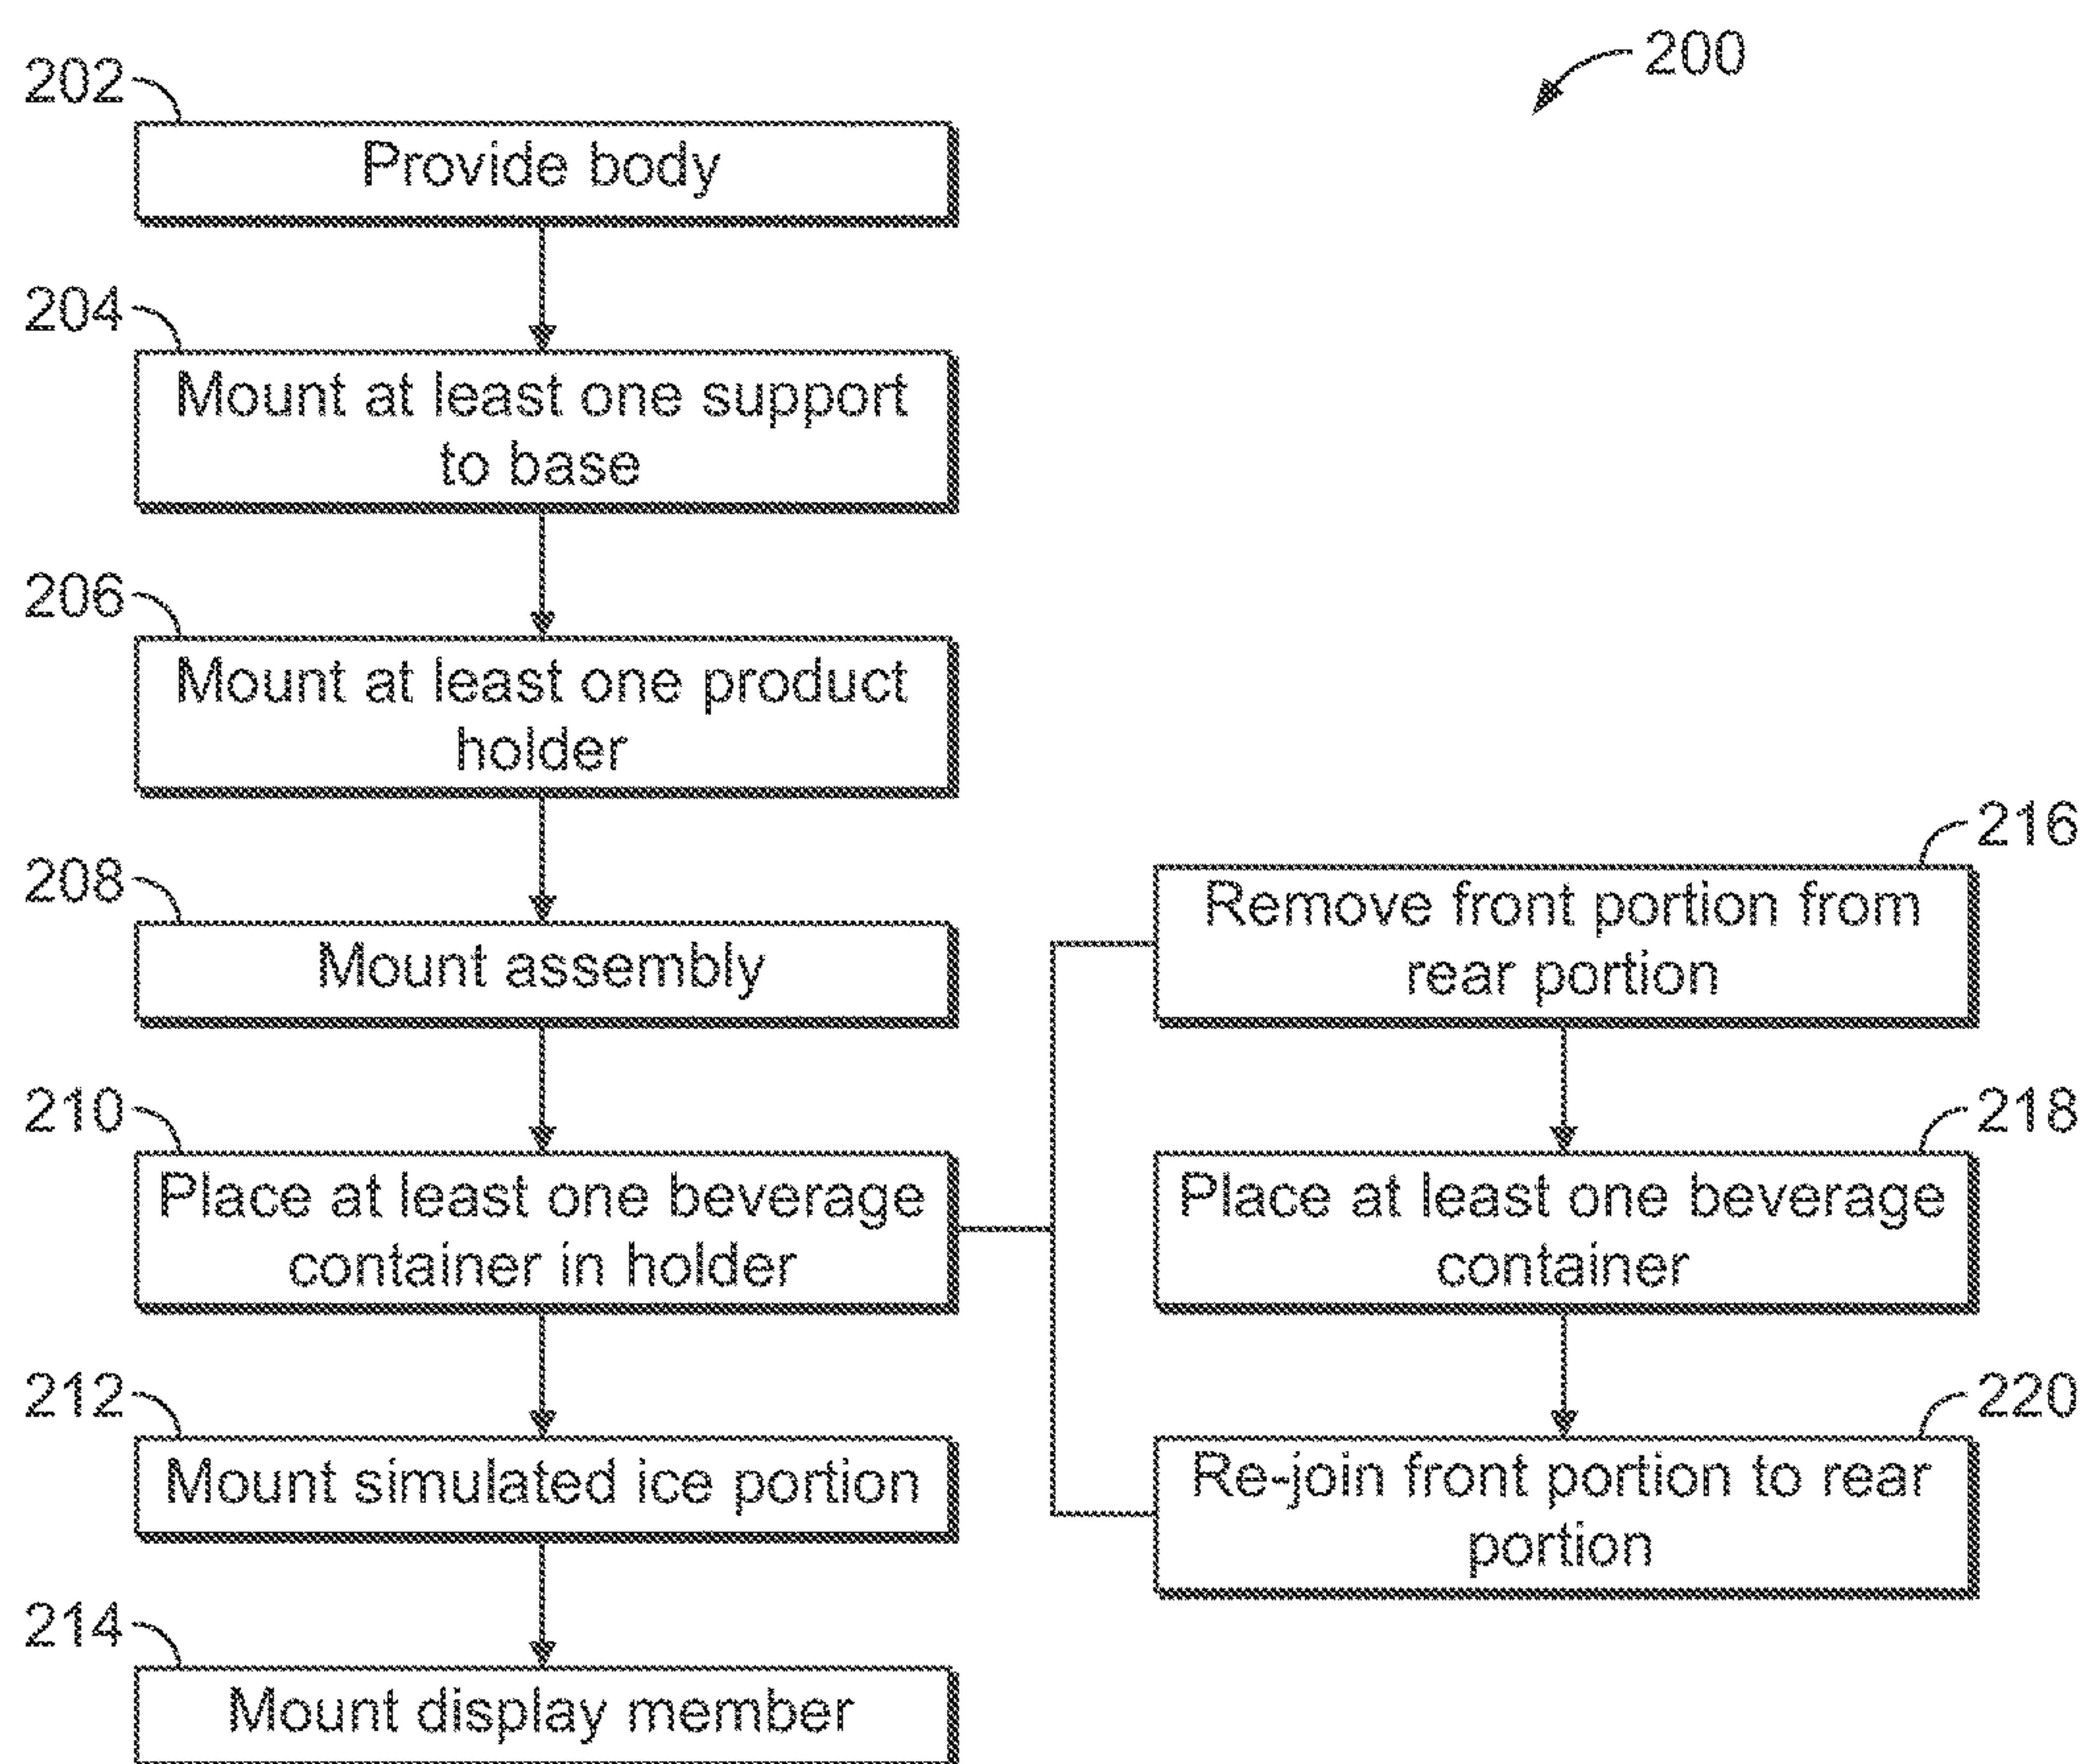 200
202
Provide body
204
Mount at least one support
to base
206
Mount at least one product
holder
208
Mount assembly
210
Place at least one beverage
container in holder
212
Mount simulated ice portion
214
Mount display member
216
Remove front portion from
rear portion
218
Place at least one beverage
container
220
Re-join front portion to rear
portion